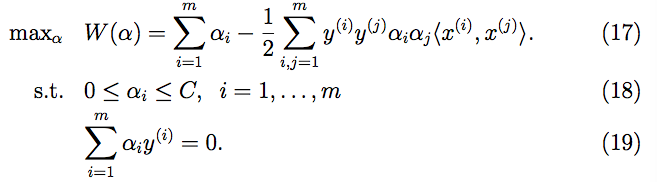 max_α W(α) = ∑_{i=1}^{m} α_i − 1/2 ∑_{i,j=1}^{m} y^{(i)} y^{(j)} α_i α_j ⟨x^{(i)}, x^{(j)}⟩. (17)
s.t. 0 ≤ α_i ≤ C, i = 1, . . . , m (18)
∑_{i=1}^{m} α_i y^{(i)} = 0. (19)